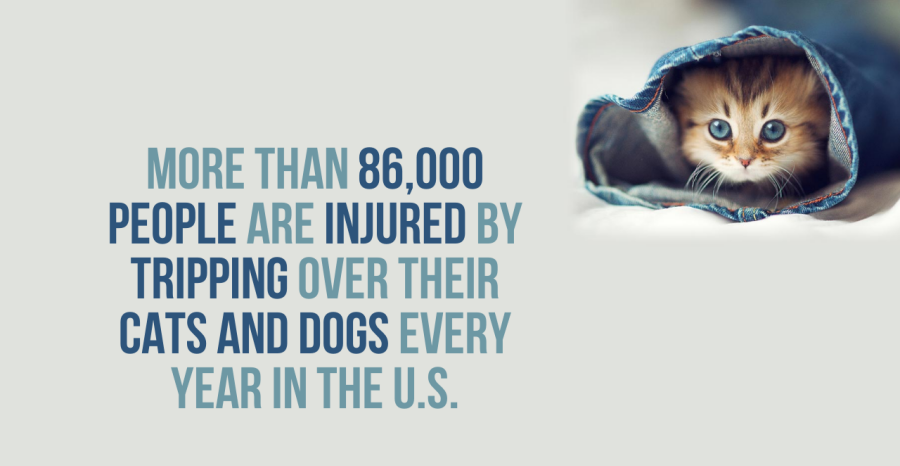 MORE THAN 86,000
PEOPLE ARE INJURED BY
TRIPPING OVER THEIR
CATS AND DOGS EVERY
YEAR IN THE U.S.